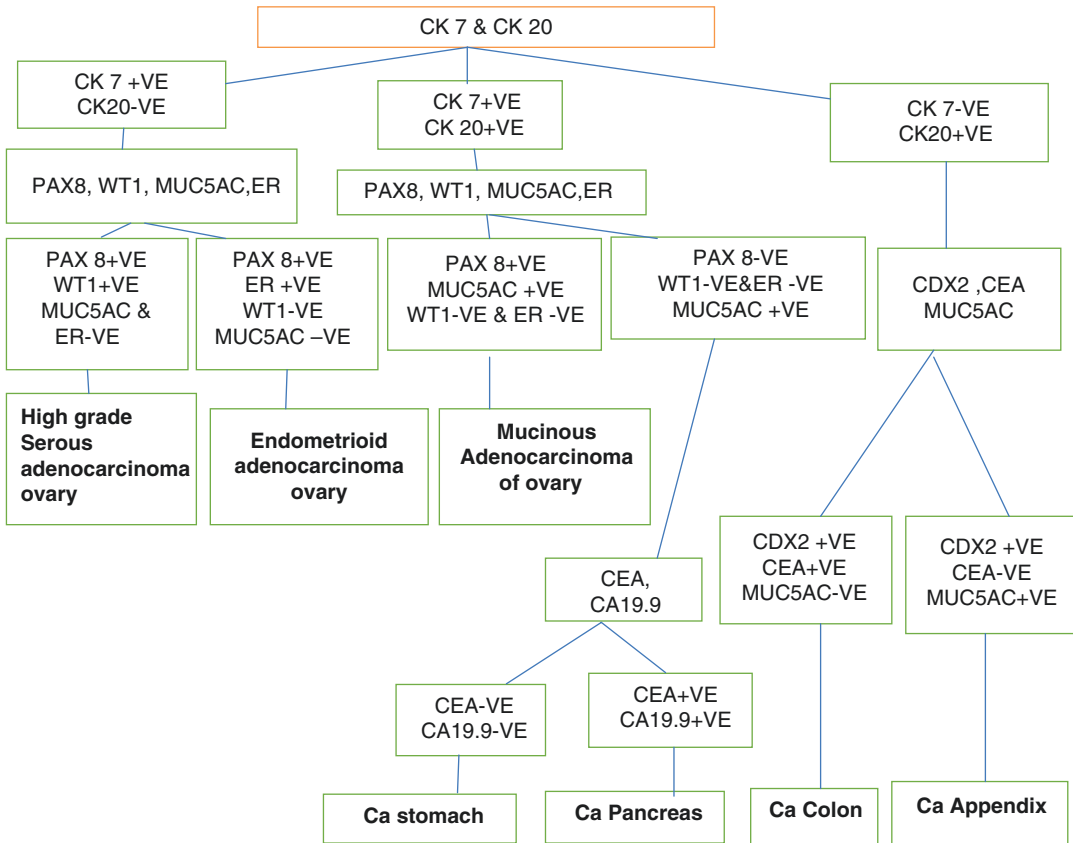 CK 7 & CK 20
CK 7 +VE
CK20-VE
CK 7+VE
CK 20+VE
CK 7-VE
CK20+VE
PAX8, WT1, MUC5AC,ER
PAX8, WT1, MUC5AC,ER
PAX 8+VE
WT1+VE
MUC5AC &
ER-VE
PAX 8+VE
ER +VE
WT1-VE
MUC5AC –VE
PAX 8+VE
MUC5AC +VE
WT1-VE & ER -VE
PAX 8-VE
WT1-VE&ER -VE
MUC5AC +VE
CDX2 ,CEA
MUC5AC
High grade
Serous
adenocarcinoma
ovary
Endometrioid
adenocarcinoma
ovary
Mucinous
Adenocarcinoma
of ovary
CEA,
CA19.9
CDX2 +VE
CEA+VE
MUC5AC-VE
CDX2 +VE
CEA-VE
MUC5AC+VE
CEA-VE
CA19.9-VE
CEA+VE
CA19.9+VE
Ca stomach
Ca Pancreas
Ca Colon
Ca Appendix